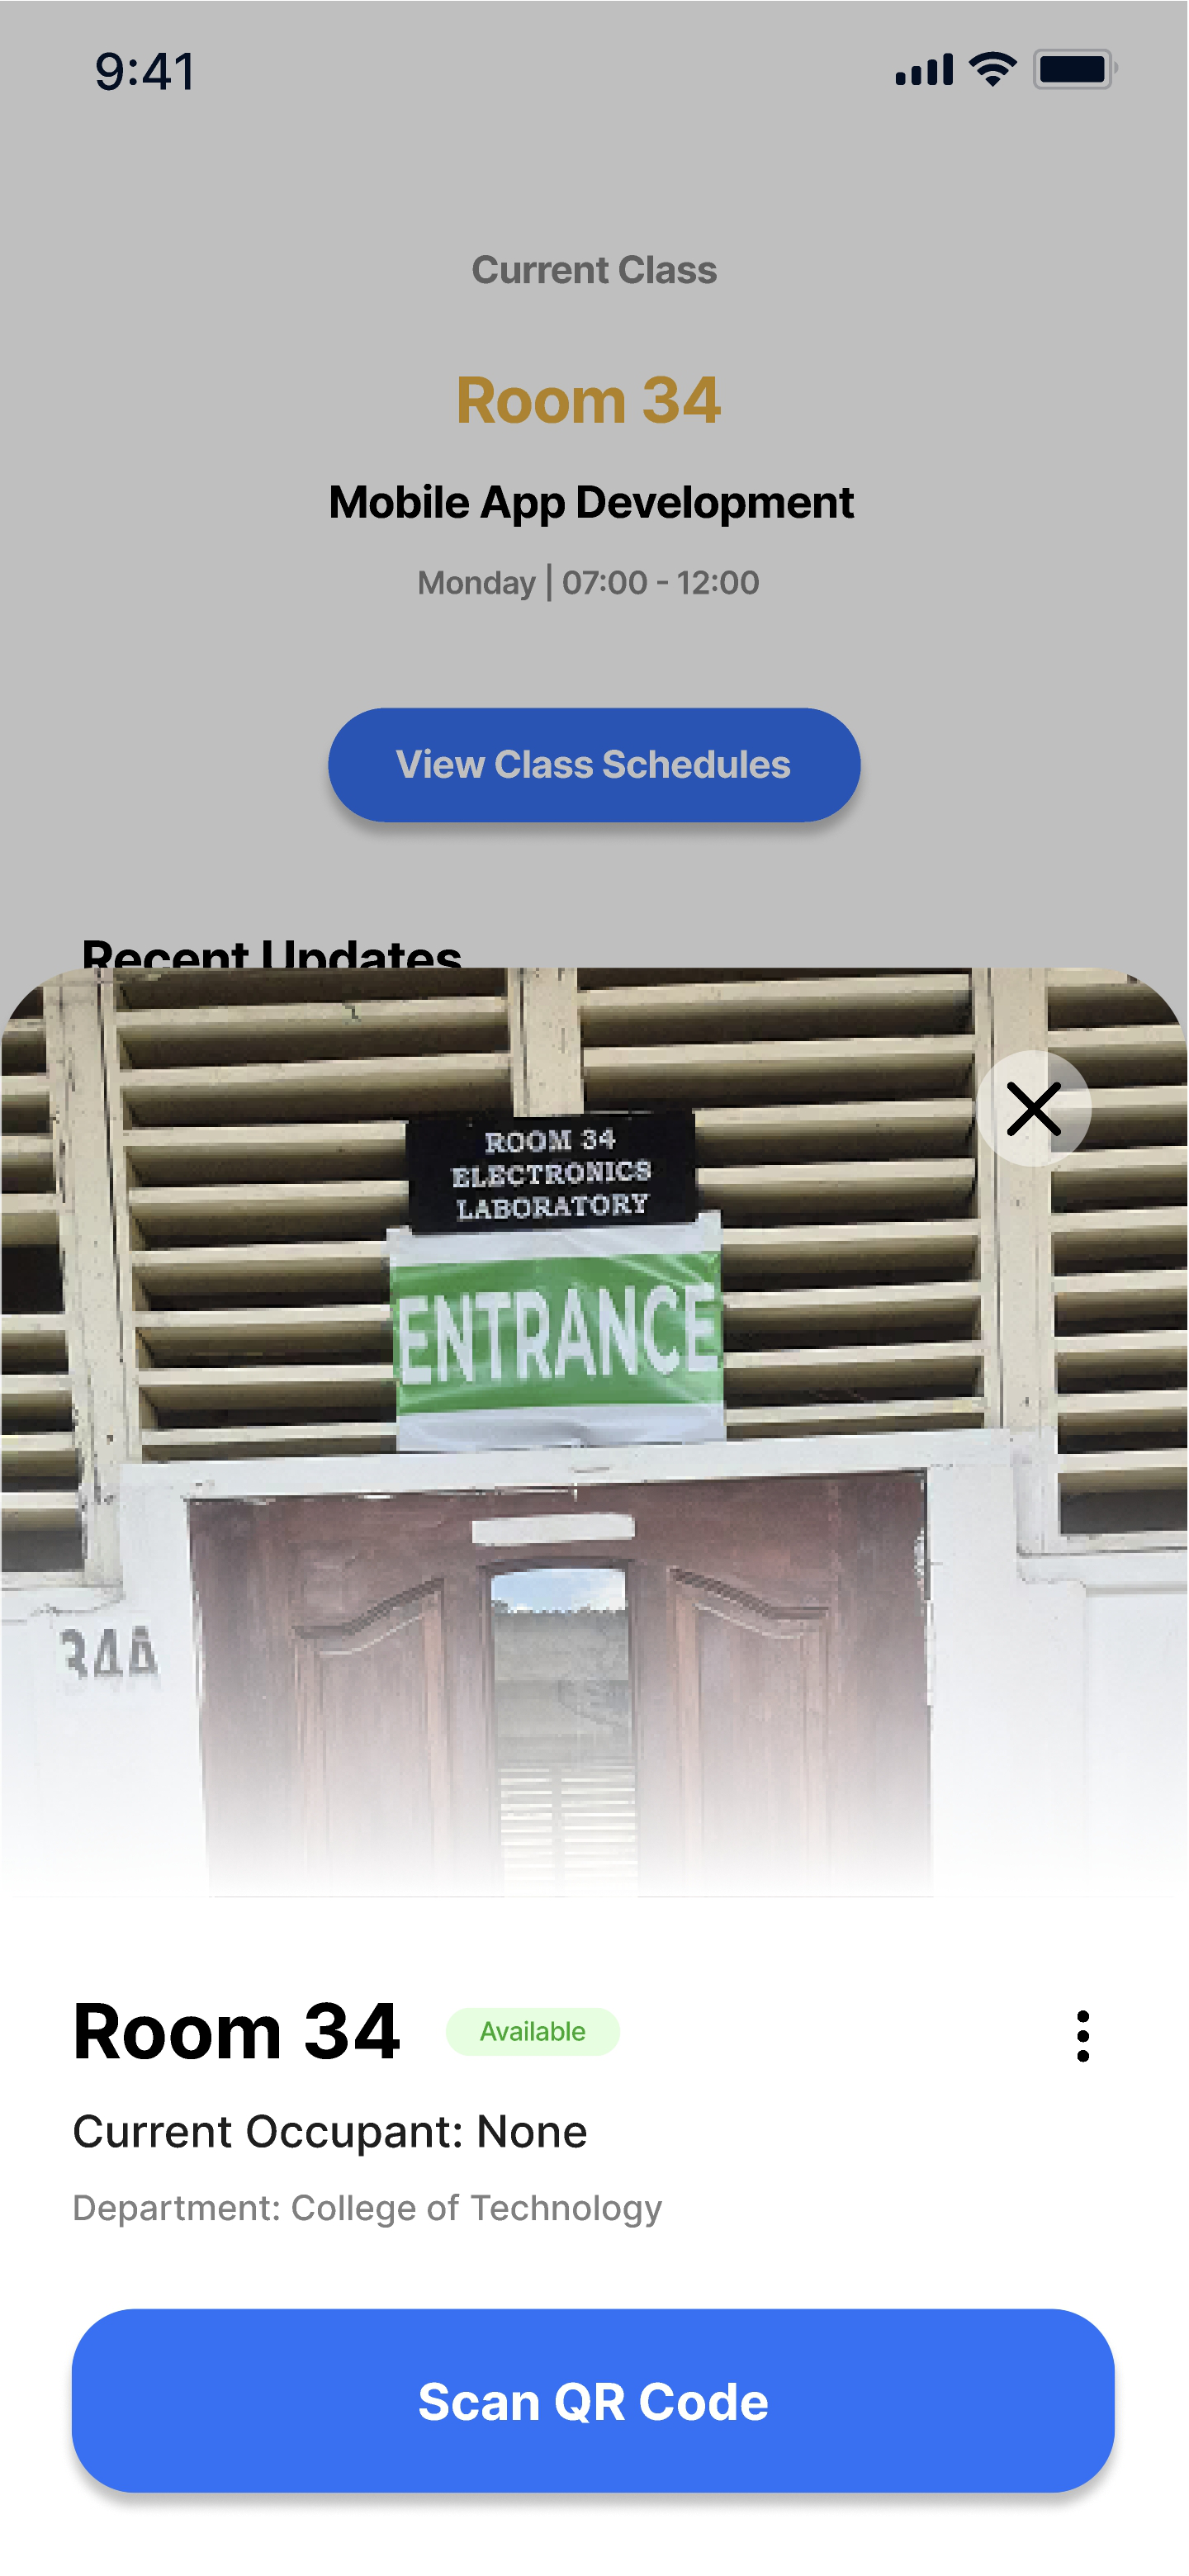 9:41
Current Class
Room 34
Mobile App Development
Monday | 07:00 - 12:00
View Class Schedules
Recent Updates
ROOM 34
ELECTRONICS
LABORATORY
ENTRANCE
34A
Room 34 Available
Current Occupant: None
Department: College of Technology
Scan QR Code